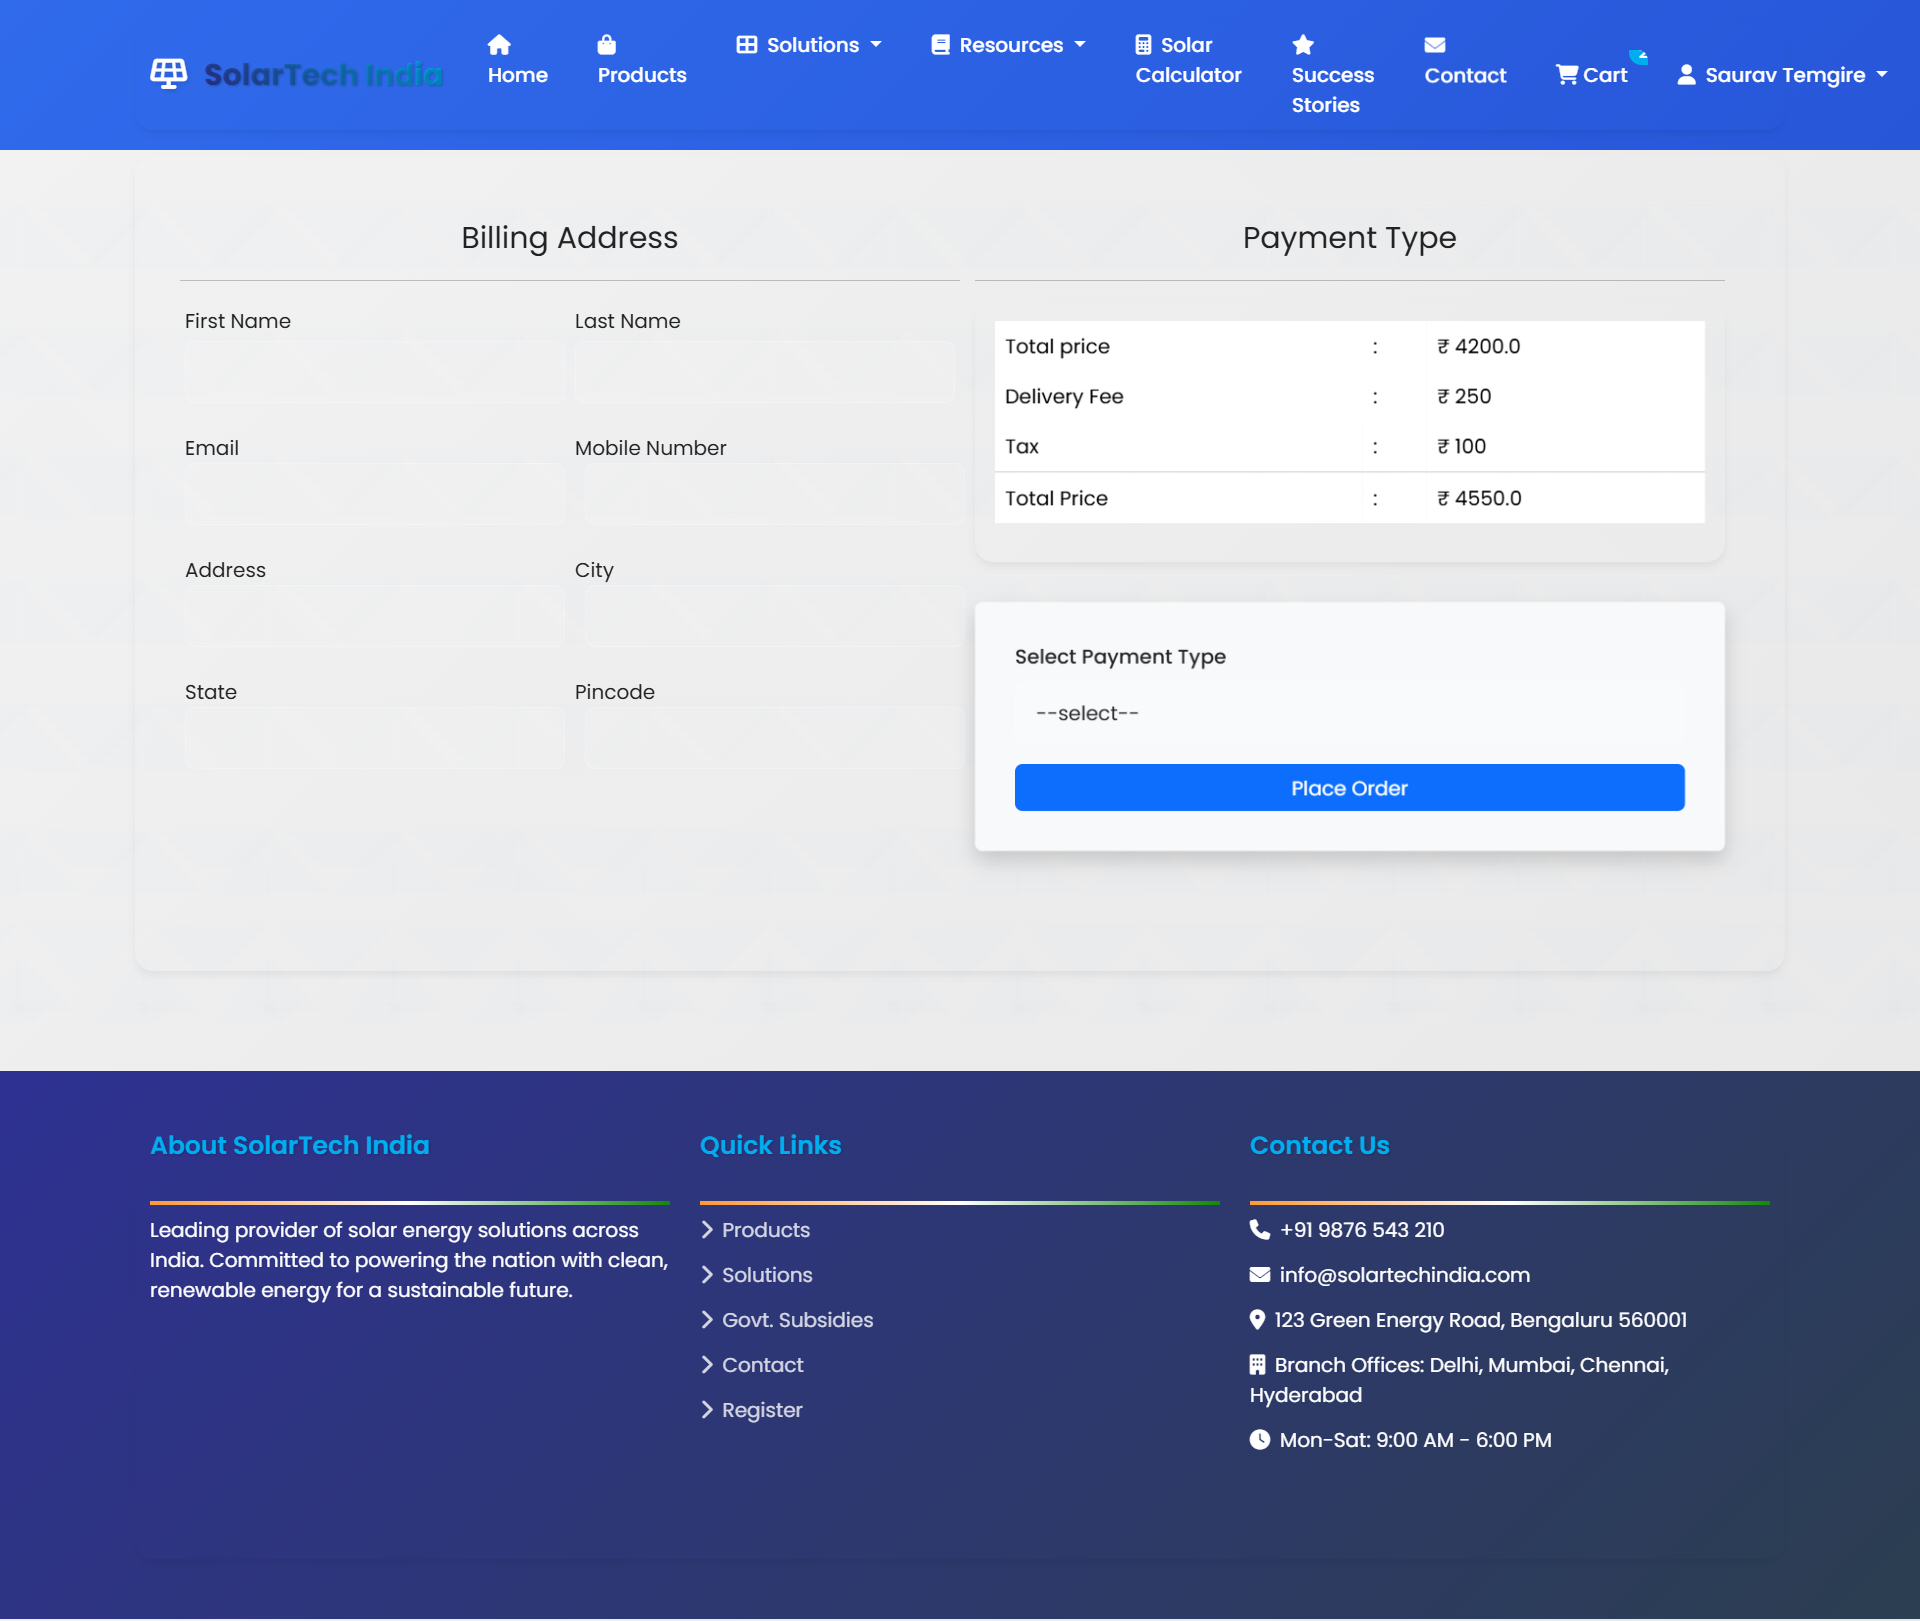 SolarTech India
Home
Products
Solutions
Resources
Solar
Calculator
Success
Stories
Contact
Cart
Saurav Temgire
Billing Address
First Name
Last Name
Email
Mobile Number
Address
City
State
Pincode
Payment Type
Total price : ₹ 4200.0
Delivery Fee : ₹ 250
Tax : ₹ 100
Total Price : ₹ 4550.0
Select Payment Type
--select--
Place Order
About SolarTech India
Leading provider of solar energy solutions across
India. Committed to powering the nation with clean,
renewable energy for a sustainable future.
Quick Links
Products
Solutions
Govt. Subsidies
Contact
Register
Contact Us
+91 9876 543 210
info@solartechindia.com
123 Green Energy Road, Bengaluru 560001
Branch Offices: Delhi, Mumbai, Chennai,
Hyderabad
Mon-Sat: 9:00 AM - 6:00 PM